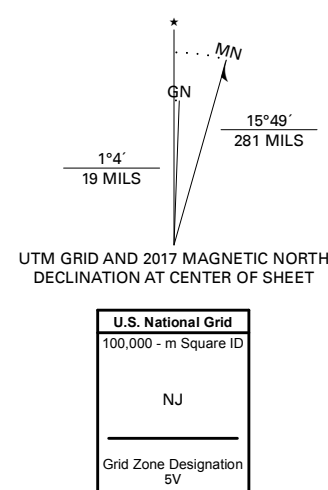 ★
MN
GN
15°49´
281 MILS
1°4´
19 MILS
UTM GRID AND 2017 MAGNETIC NORTH
DECLINATION AT CENTER OF SHEET
U.S. National Grid
100,000 - m Square ID
NJ
Grid Zone Designation
5V